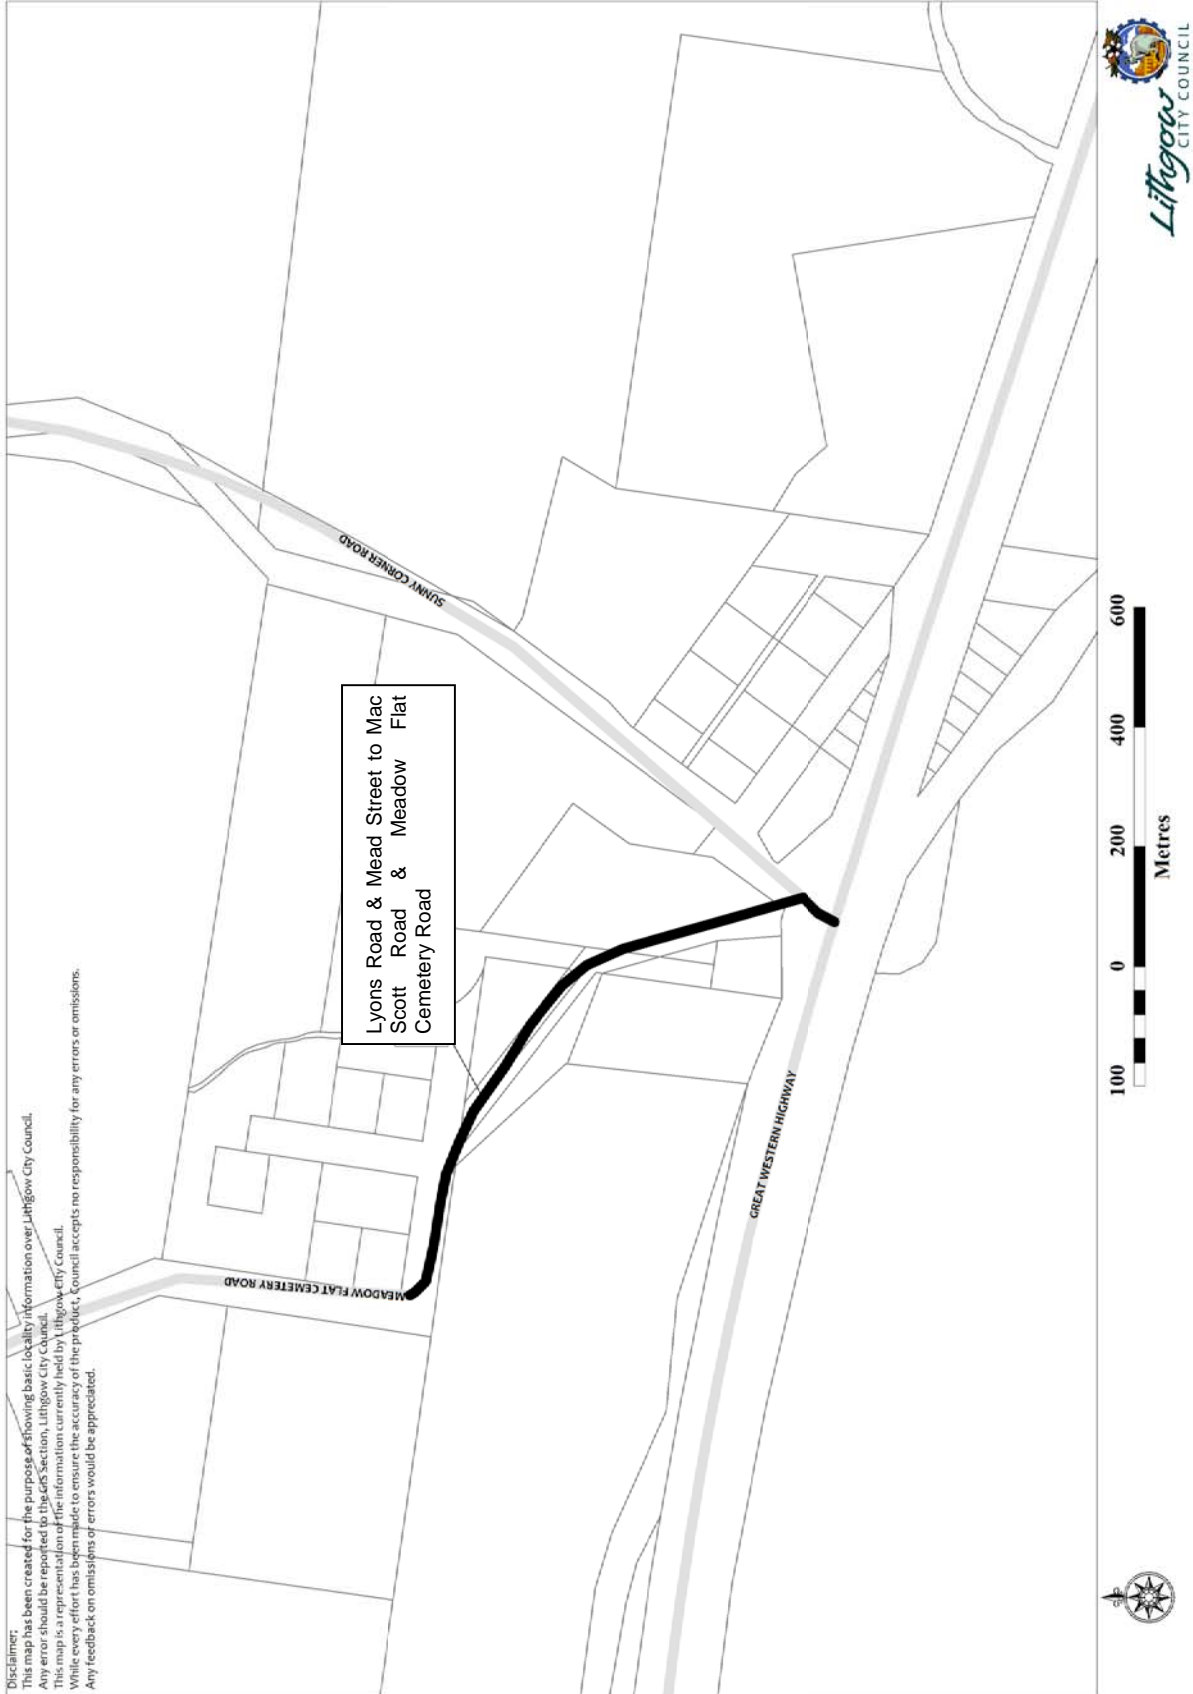 Disclaimer:
This map has been created for the purpose of showing basic locality information over Lithgow City Council.
Any error should be reported to the GIS Section, Lithgow City Council.
This map is a representation of the information currently held by Lithgow City Council.
While every effort has been made to ensure the accuracy of the product, Council accepts no responsibility for any errors or omissions.
Any feedback on omissions or errors would be appreciated.
MEADOW FLAT CEMETERY ROAD
Lyons Road & Mead Street to Mac
Scott Road & Meadow Flat
Cemetery Road
SUNNY CORNER ROAD
GREAT WESTERN HIGHWAY
100 0 200 400 600
Metres
Lithgow
CITY COUNCIL